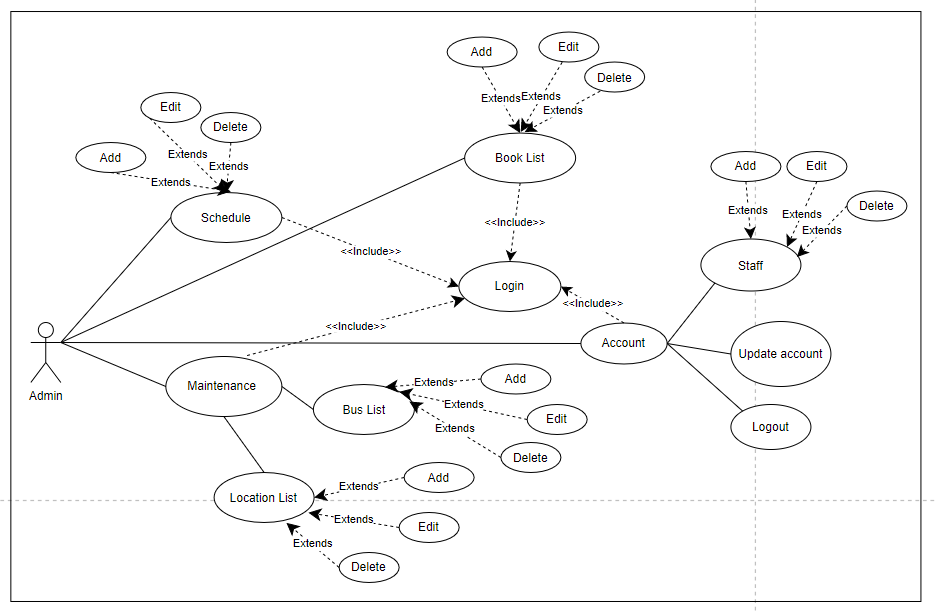 Add
Edit
Delete
Extends
Extends
Extends
Book List
Edit
Delete
Add
Extends
Extends
Extends
Schedule
Add
Edit
Delete
Extends
Extends
Extends
Staff
<<Include>>
<<Include>>
Login
<<Include>>
<<Include>>
Account
Update account
Logout
Admin
Maintenance
Bus List
Extends
Add
Extends
Edit
Extends
Delete
Location List
Extends
Add
Extends
Edit
Extends
Delete